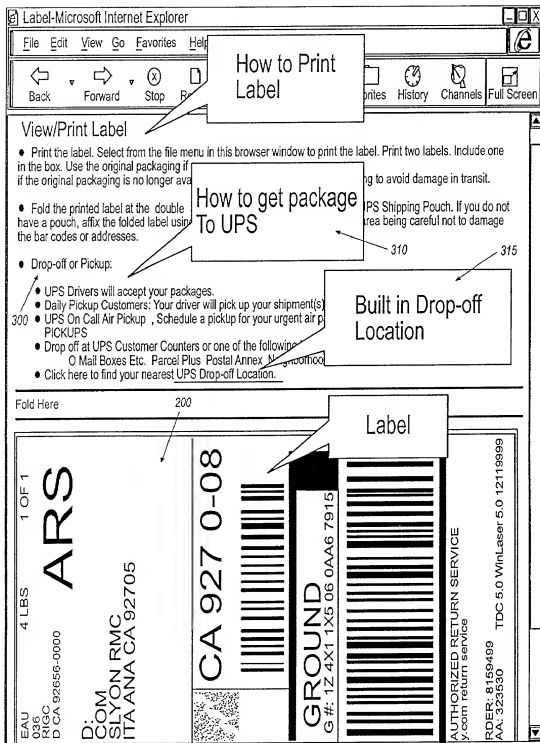 Label-Microsoft Internet Explorer
File Edit View Go Favorites Help
Back Forward Stop History Channels Full Screen
How to Print
Label
View/Print Label
• Print the label. Select from the file menu in this browser window to print the label. Print two labels. Include one
in the box. Use the original packaging if
if the original packaging is no longer to avoid damage in transit.
How to get package
To UPS
• Fold the printed label at the double UPS Shipping Pouch. If you do not
have a pouch, affix the folded label area being careful not to damage
the bar codes or addresses.
310
315
• Drop-off or Pickup:
300
• UPS Drivers will accept your packages.
• Daily Pickup Customers: Your driver will pick up your shipment(s)
• UPS On Call Air Pickup , Schedule a pickup for your urgent air
PICKUPS
• Drop off at UPS Customer Counters or one of the following
O Mail Boxes Etc. Parcel Plus Postal Annex
• Click here to find your nearest UPS Drop-off Location.
Built in Drop-off
Location
Fold Here
200
Label
EAU 4 LBS 1 OF 1
036
RIGC
D CA 92656-0000
ARS
D:
COM
SLYON RMC
ITA ANA CA 92705
CA 927 0-08
GROUND
G #: 1Z 4X1 1X5 06 0AA6 7915
AUTHORIZED RETURN SERVICE
y.com return service
RDER: 8159499
AA: 323530 TDC 5.0 WinLaser 5.0 12119999